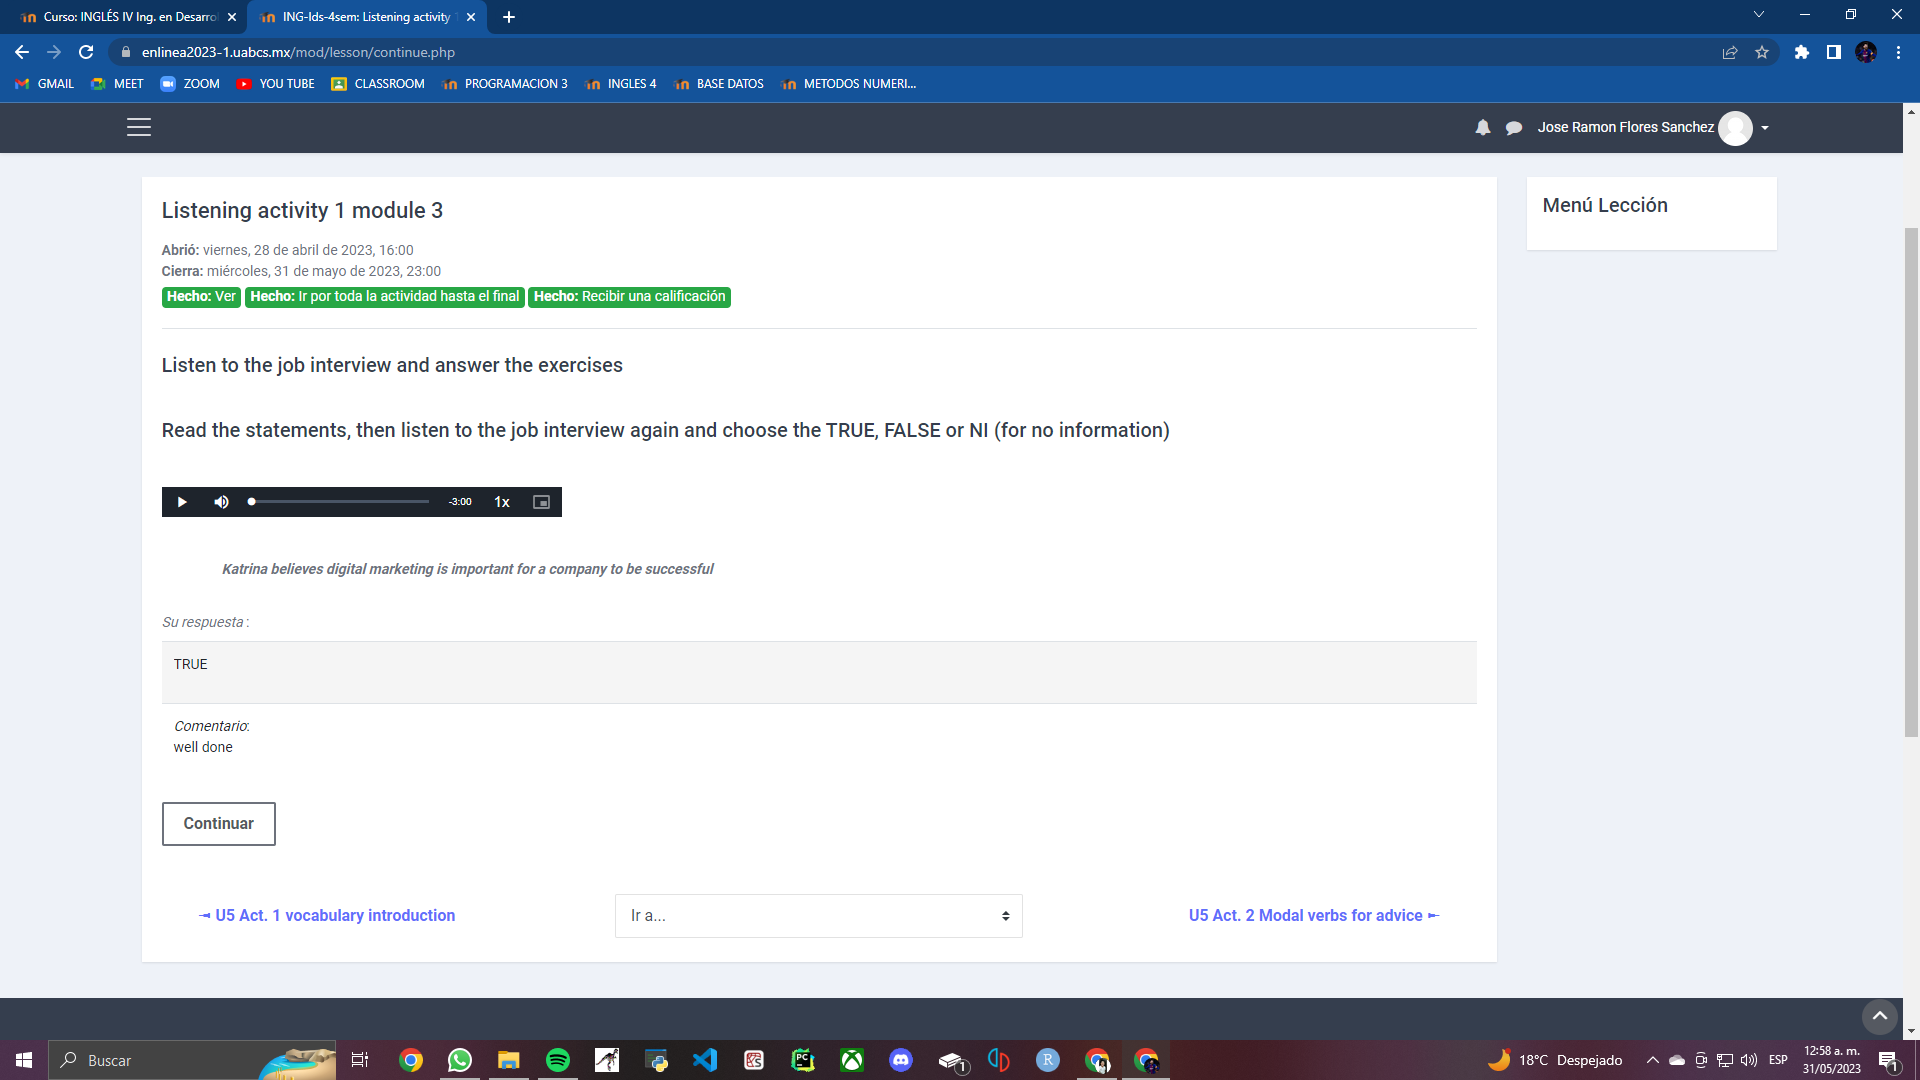 Curso: INGLÉS IV Ing. en Desarro
ING-Ids-4sem: Listening activity 1
enlinea2023-1.uabcs.mx/mod/lesson/continue.php
GMAIL MEET ZOOM YOU TUBE CLASSROOM PROGRAMACION 3 INGLES 4 BASE DATOS METODOS NUMERI...
Jose Ramon Flores Sanchez
Listening activity 1 module 3
Menú Lección
Abrió: viernes, 28 de abril de 2023, 16:00
Cierra: miércoles, 31 de mayo de 2023, 23:00
Hecho: Ver Hecho: Ir por toda la actividad hasta el final Hecho: Recibir una calificación
Listen to the job interview and answer the exercises
Read the statements, then listen to the job interview again and choose the TRUE, FALSE or NI (for no information)
-3:00 1x
Katrina believes digital marketing is important for a company to be successful
Su respuesta :
TRUE
Comentario:
well done
Continuar
◄ U5 Act. 1 vocabulary introduction
Ir a...
U5 Act. 2 Modal verbs for advice ►
Buscar
18°C Despejado
ESP
12:58 a. m.
31/05/2023